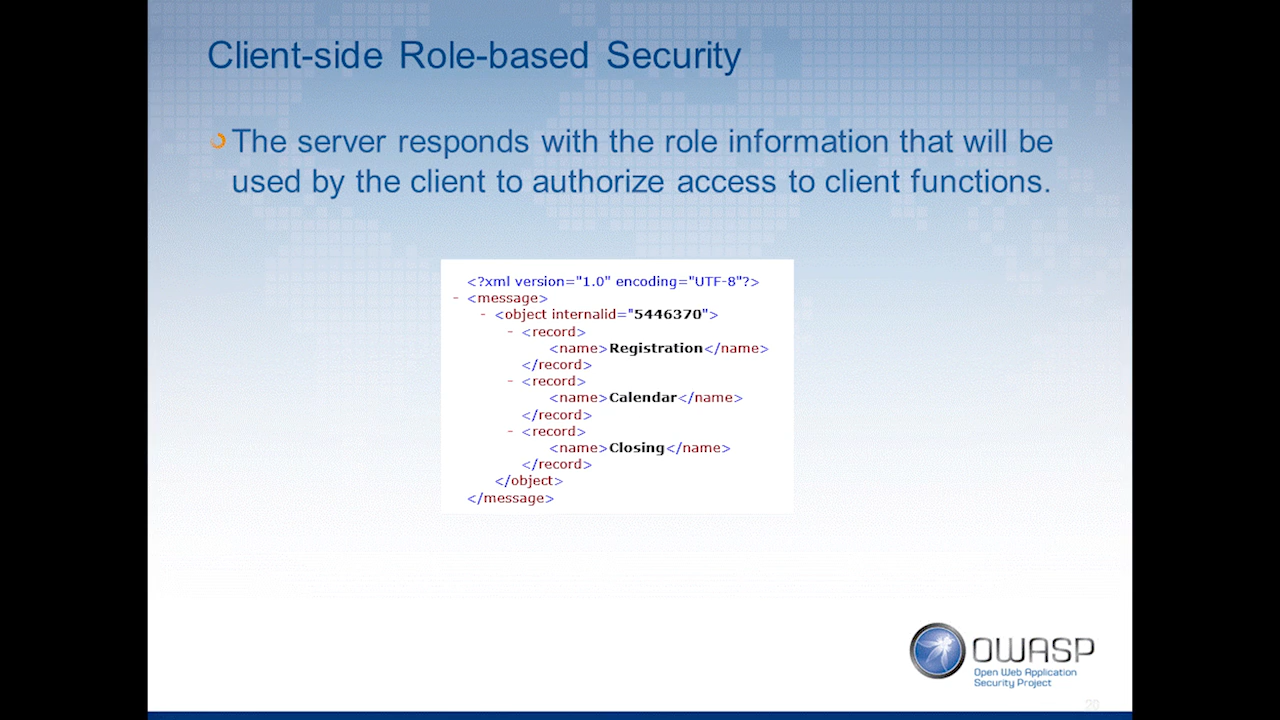 Client-side Role-based Security
The server responds with the role information that will be
used by the client to authorize access to client functions.
<?xml version="1.0" encoding="UTF-8"?>
- <message>
- <object internalid="5446370">
- <record>
<name>Registration</name>
</record>
- <record>
<name>Calendar</name>
</record>
- <record>
<name>Closing</name>
</record>
</object>
</message>
OWASP
Open Web Application
Security Project
20